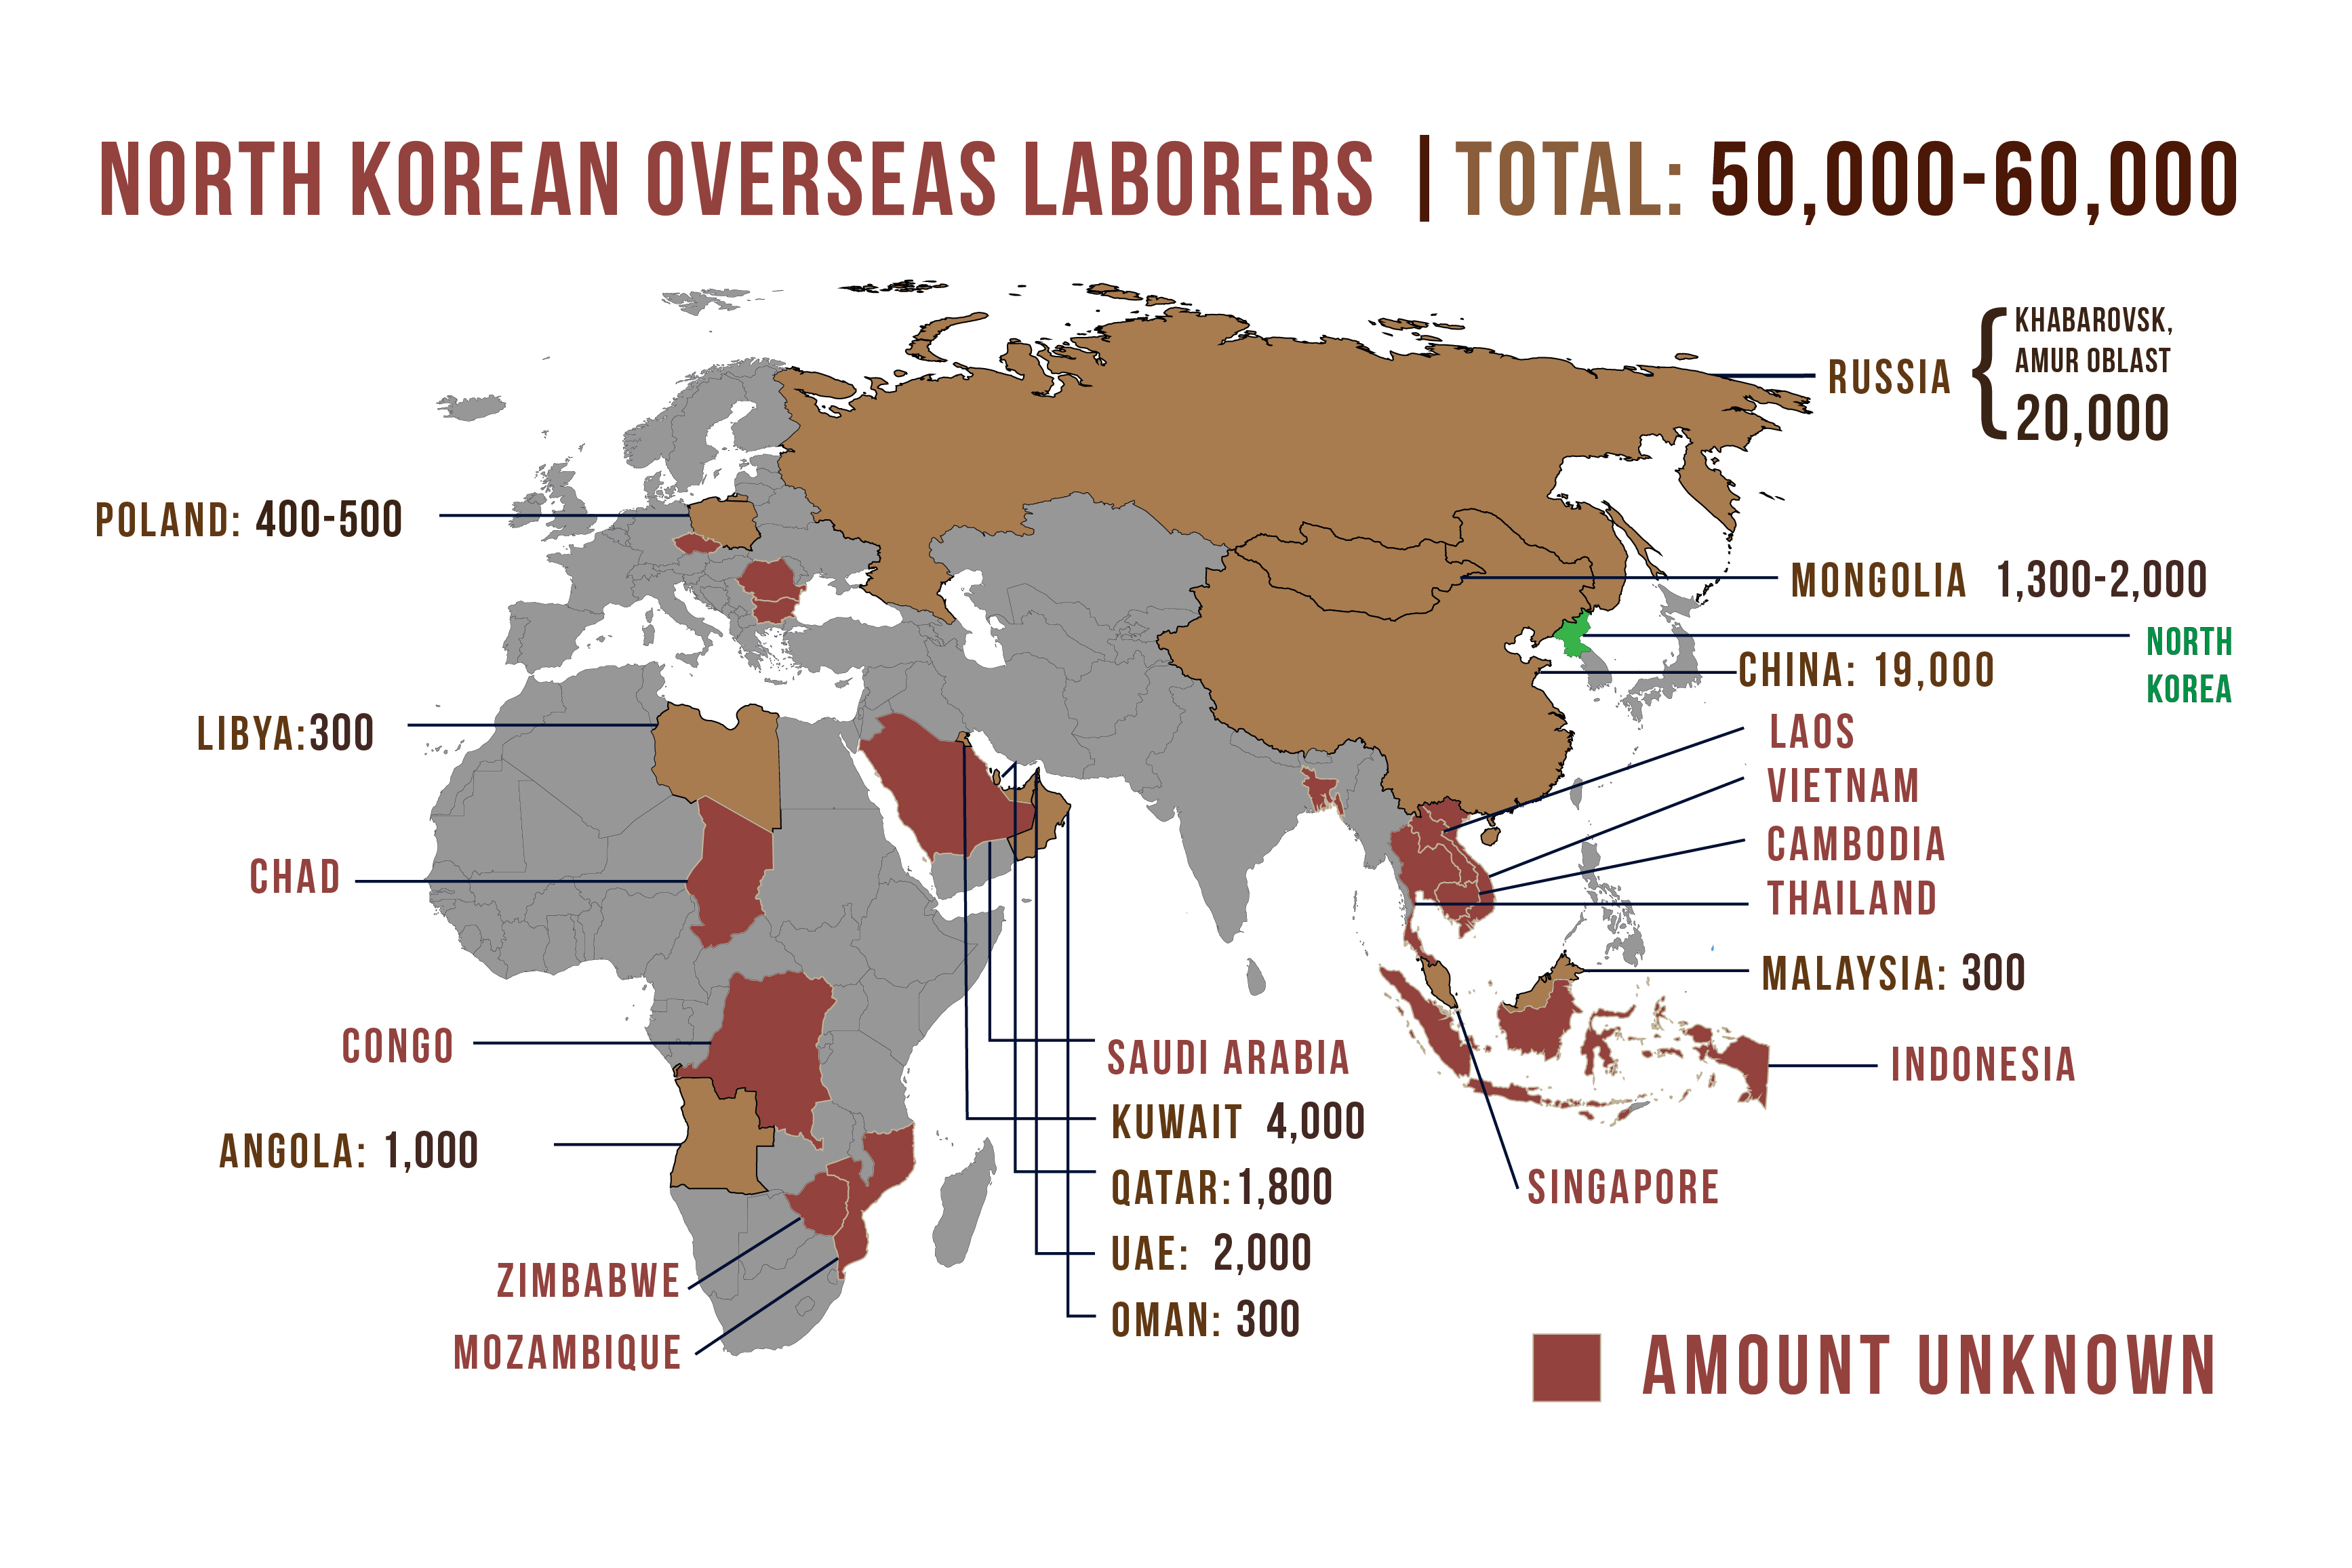 NORTH KOREAN OVERSEAS LABORERS | TOTAL: 50,000-60,000
RUSSIA { KHABAROVSK,
AMUR OBLAST
20,000
POLAND: 400-500
MONGOLIA 1,300-2,000
NORTH
KOREA
CHINA: 19,000
LIBYA:300
LAOS
VIETNAM
CAMBODIA
THAILAND
CHAD
MALAYSIA: 300
CONGO
SAUDI ARABIA
INDONESIA
KUWAIT 4,000
ANGOLA: 1,000
QATAR:1,800
SINGAPORE
UAE: 2,000
ZIMBABWE
OMAN: 300
MOZAMBIQUE
AMOUNT UNKNOWN